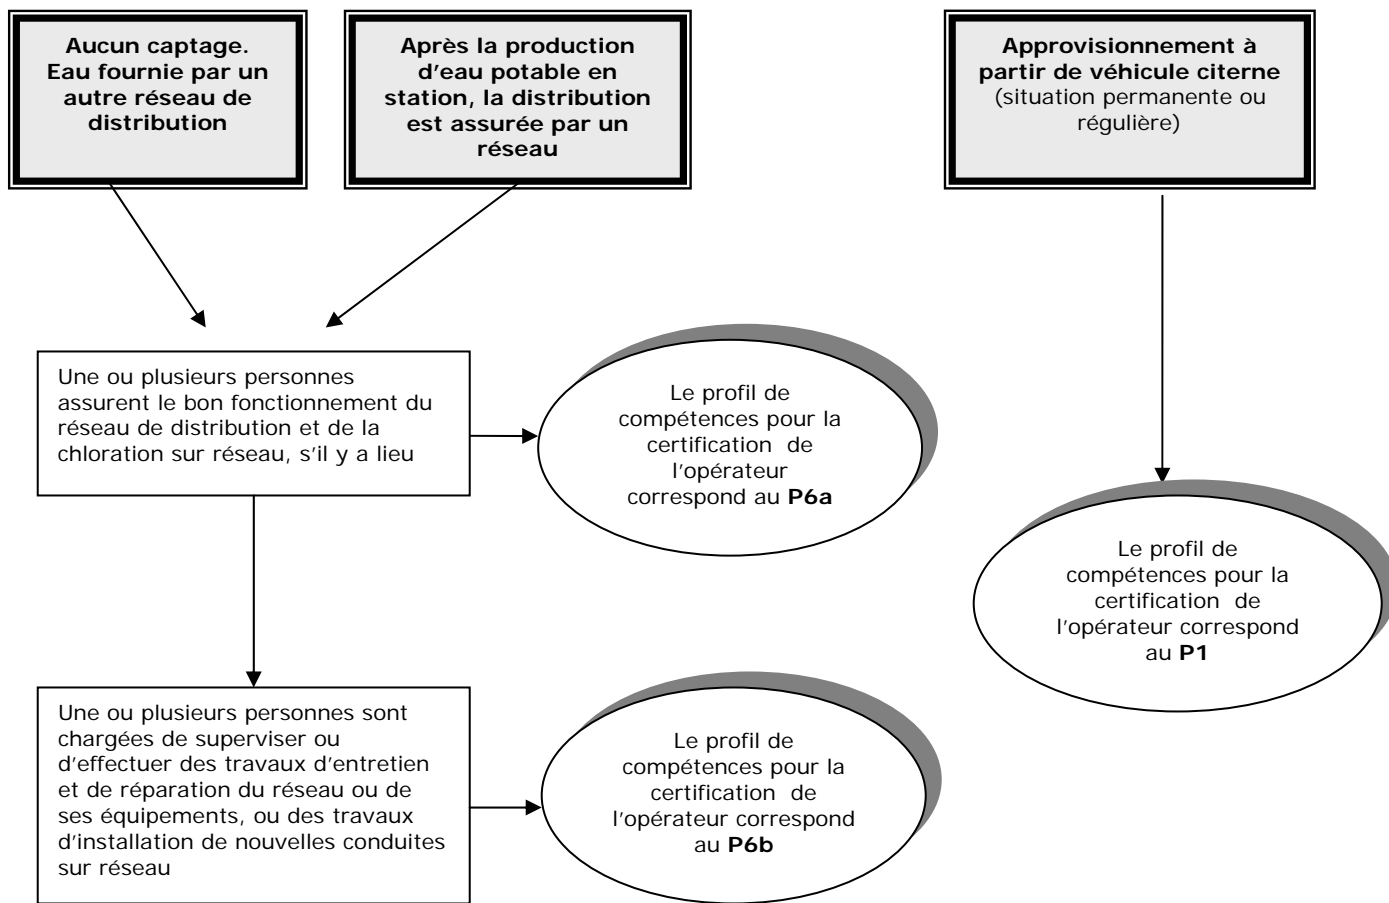 Aucun captage.
Eau fournie par un
autre réseau de
distribution
Après la production
d'eau potable en
station, la distribution
est assurée par un
réseau
Approvisionnement à
partir de véhicule citerne
(situation permanente ou
régulière)
Une ou plusieurs personnes
assurent le bon fonctionnement du
réseau de distribution et de la
chloration sur réseau, s'il y a lieu
Le profil de
compétences pour la
certification de
l'opérateur
correspond au P6a
Le profil de
compétences pour la
certification de
l'opérateur correspond
au P1
Une ou plusieurs personnes sont
chargées de superviser ou
d'effectuer des travaux d'entretien
et de réparation du réseau ou de
ses équipements, ou des travaux
d'installation de nouvelles conduites
sur réseau
Le profil de
compétences pour la
certification de
l'opérateur correspond
au P6b